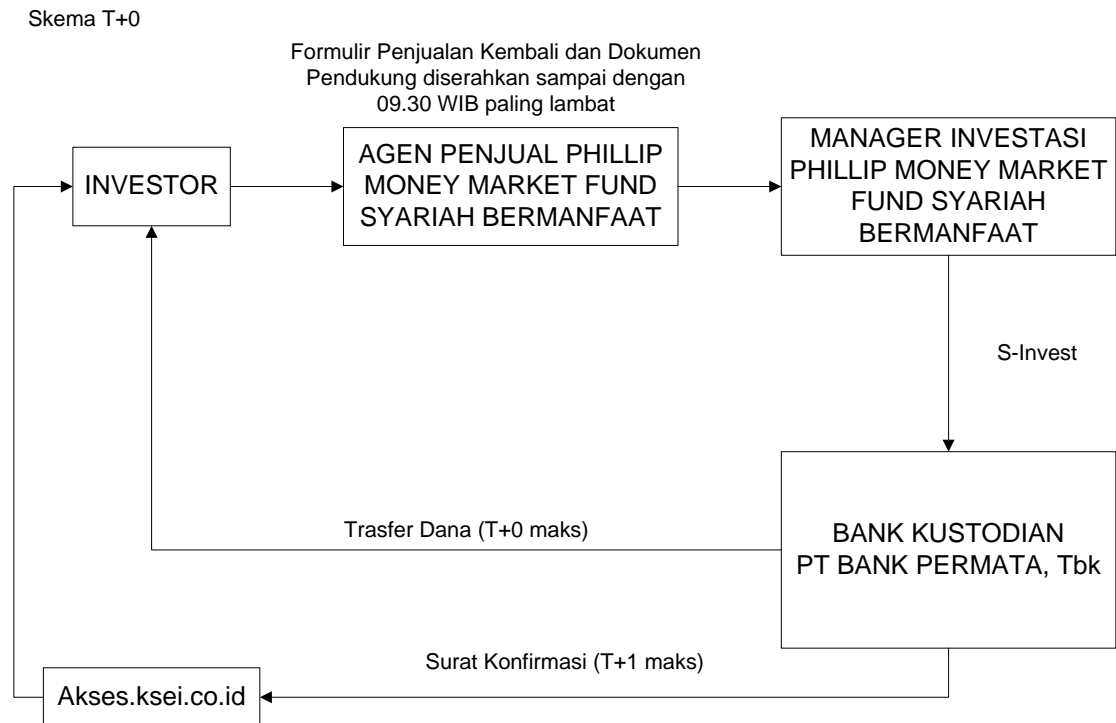 Skema T+0
Formulir Penjualan Kembali dan Dokumen
Pendukung diserahkan sampai dengan
09.30 WIB paling lambat
INVESTOR
AGEN PENJUAL PHILLIP
MONEY MARKET FUND
SYARIAH BERMANFAAT
MANAGER INVESTASI
PHILLIP MONEY MARKET
FUND SYARIAH
BERMANFAAT
S-Invest
Trasfer Dana (T+0 maks)
BANK KUSTODIAN
PT BANK PERMATA, Tbk
Surat Konfirmasi (T+1 maks)
Akses.ksei.co.id